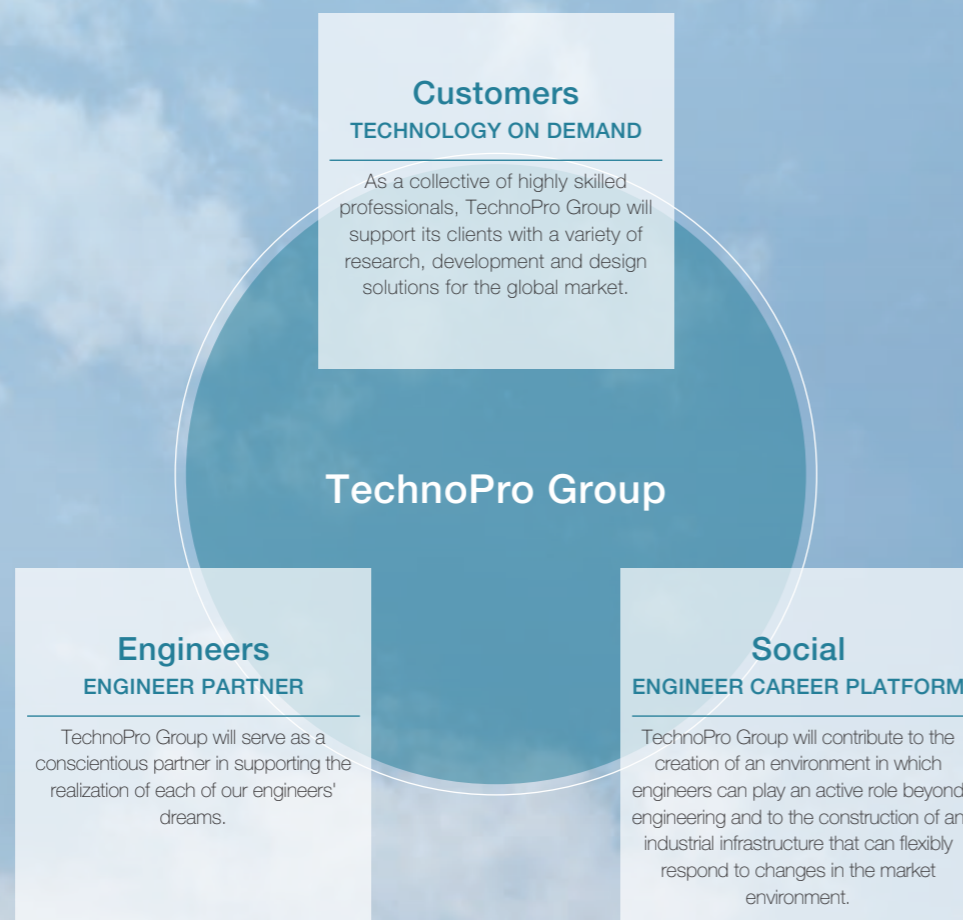 Customers
TECHNOLOGY ON DEMAND
As a collective of highly skilled
professionals, TechnoPro Group will
support its clients with a variety of
research, development and design
solutions for the global market.
TechnoPro Group
Engineers
ENGINEER PARTNER
TechnoPro Group will serve as a
conscientious partner in supporting the
realization of each of our engineers'
dreams.
Social
ENGINEER CAREER PLATFORM
TechnoPro Group will contribute to the
creation of an environment in which
engineers can play an active role beyond
engineering and to the construction of an
industrial infrastructure that can flexibly
respond to changes in the market
environment.